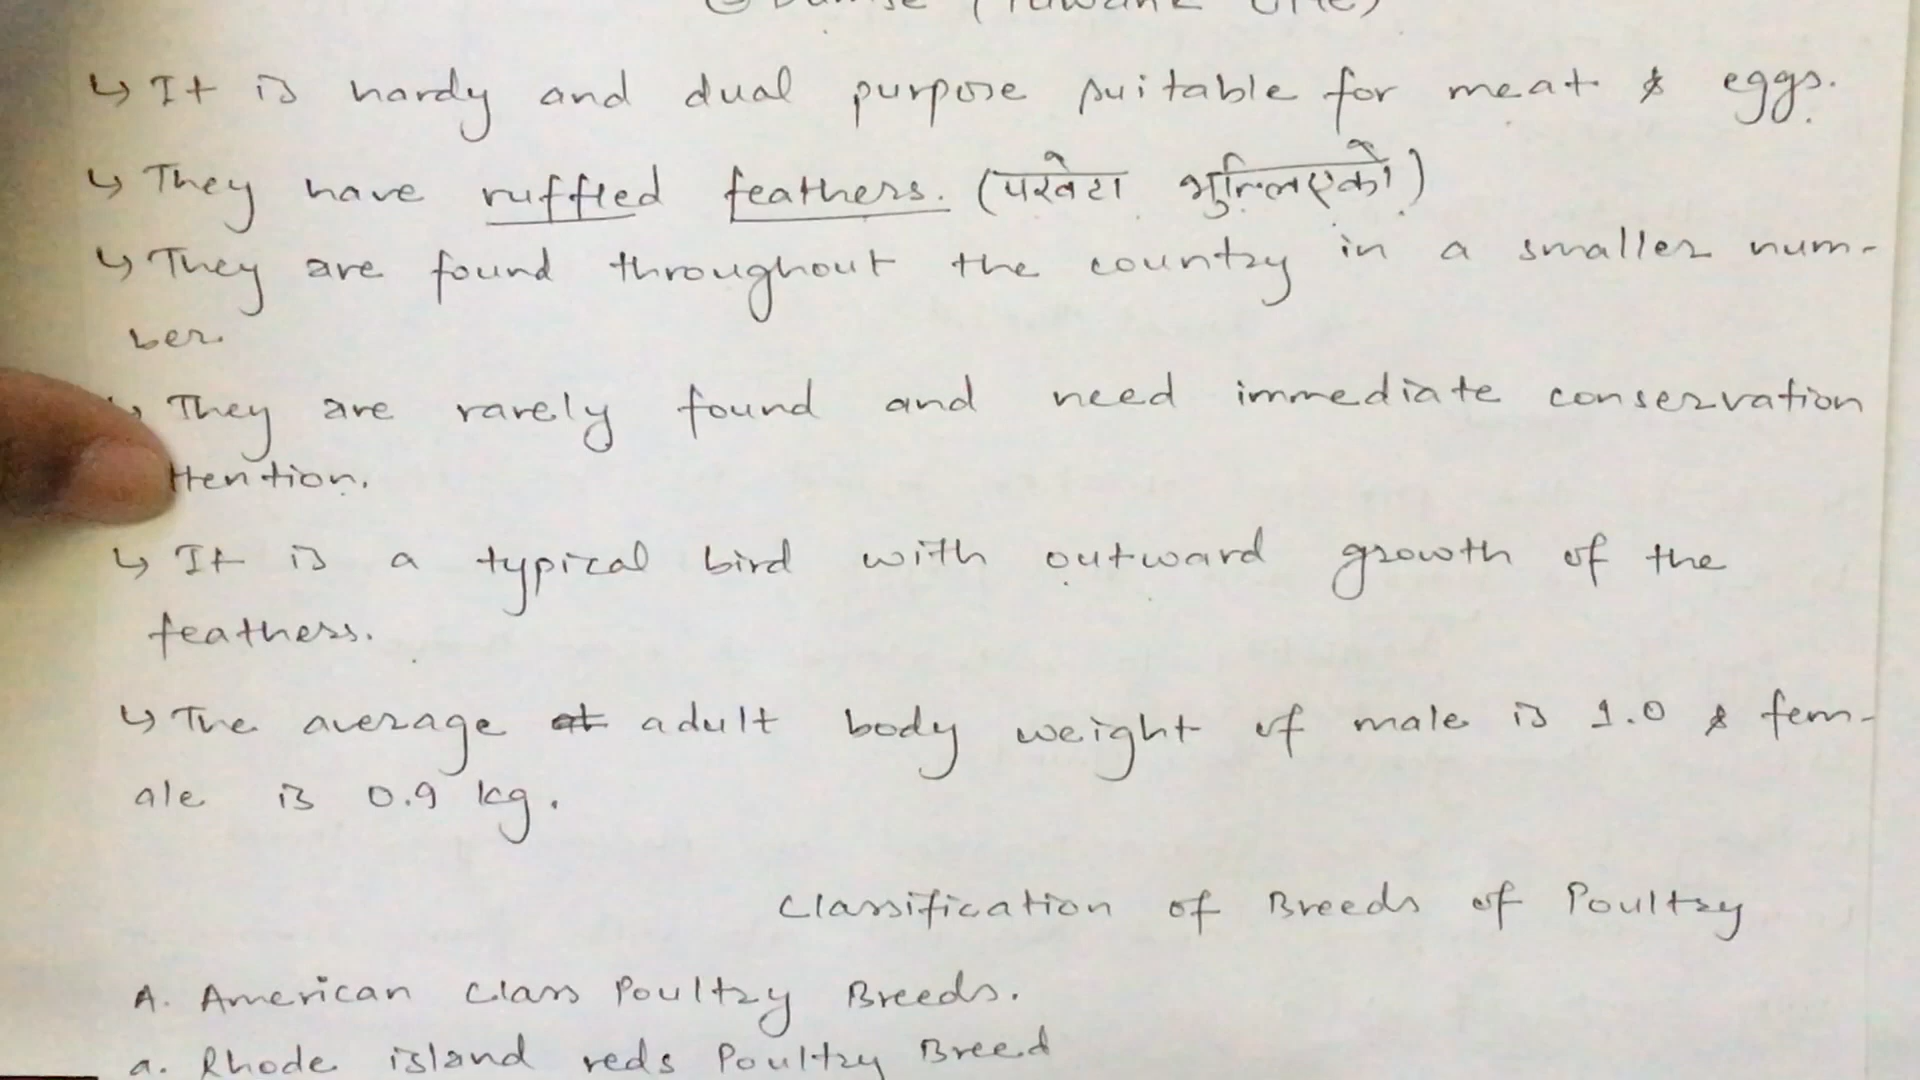 ↳ It is hardy and dual purpose suitable for meat & eggs.
↳ They have ruffled feathers. (परवेटा भुत्लिएको)
↳ They are found throughout the country in a smaller num-
ber.
↳ They are rarely found and need immediate conservation
ttention.
↳ It is a typical bird with outward growth of the
feathers.
↳ The average adult body weight of male is 1.0 & fem-
ale is 0.9 kg.
Classification of Breeds of Poultry
A. American Class Poultry Breeds.
a. Rhode island reds Poultry Breed